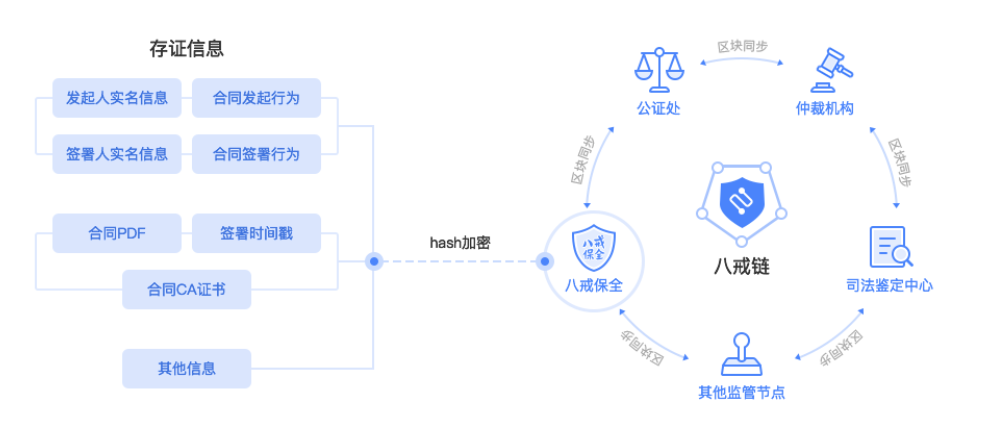 存证信息
发起人实名信息
合同发起行为
签署人实名信息
合同签署行为
合同PDF
签署时间戳
合同CA证书
其他信息
hash加密
区块同步
公证处
仲裁机构
区块同步
区块同步
八戒
保全
八戒保全
八戒链
司法鉴定中心
区块同步
区块同步
其他监管节点